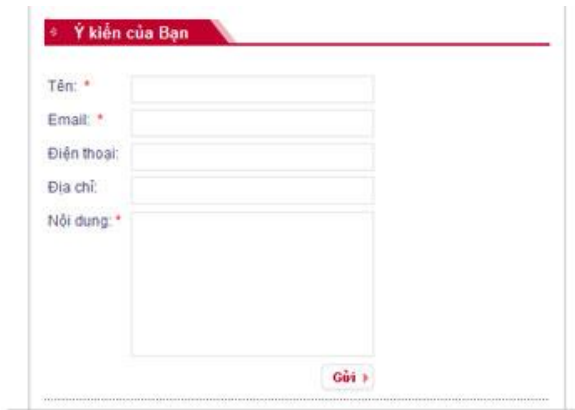 Ý kiến của Bạn
Tên: *
Email: *
Điện thoại:
Địa chỉ:
Nội dung: *
Gửi